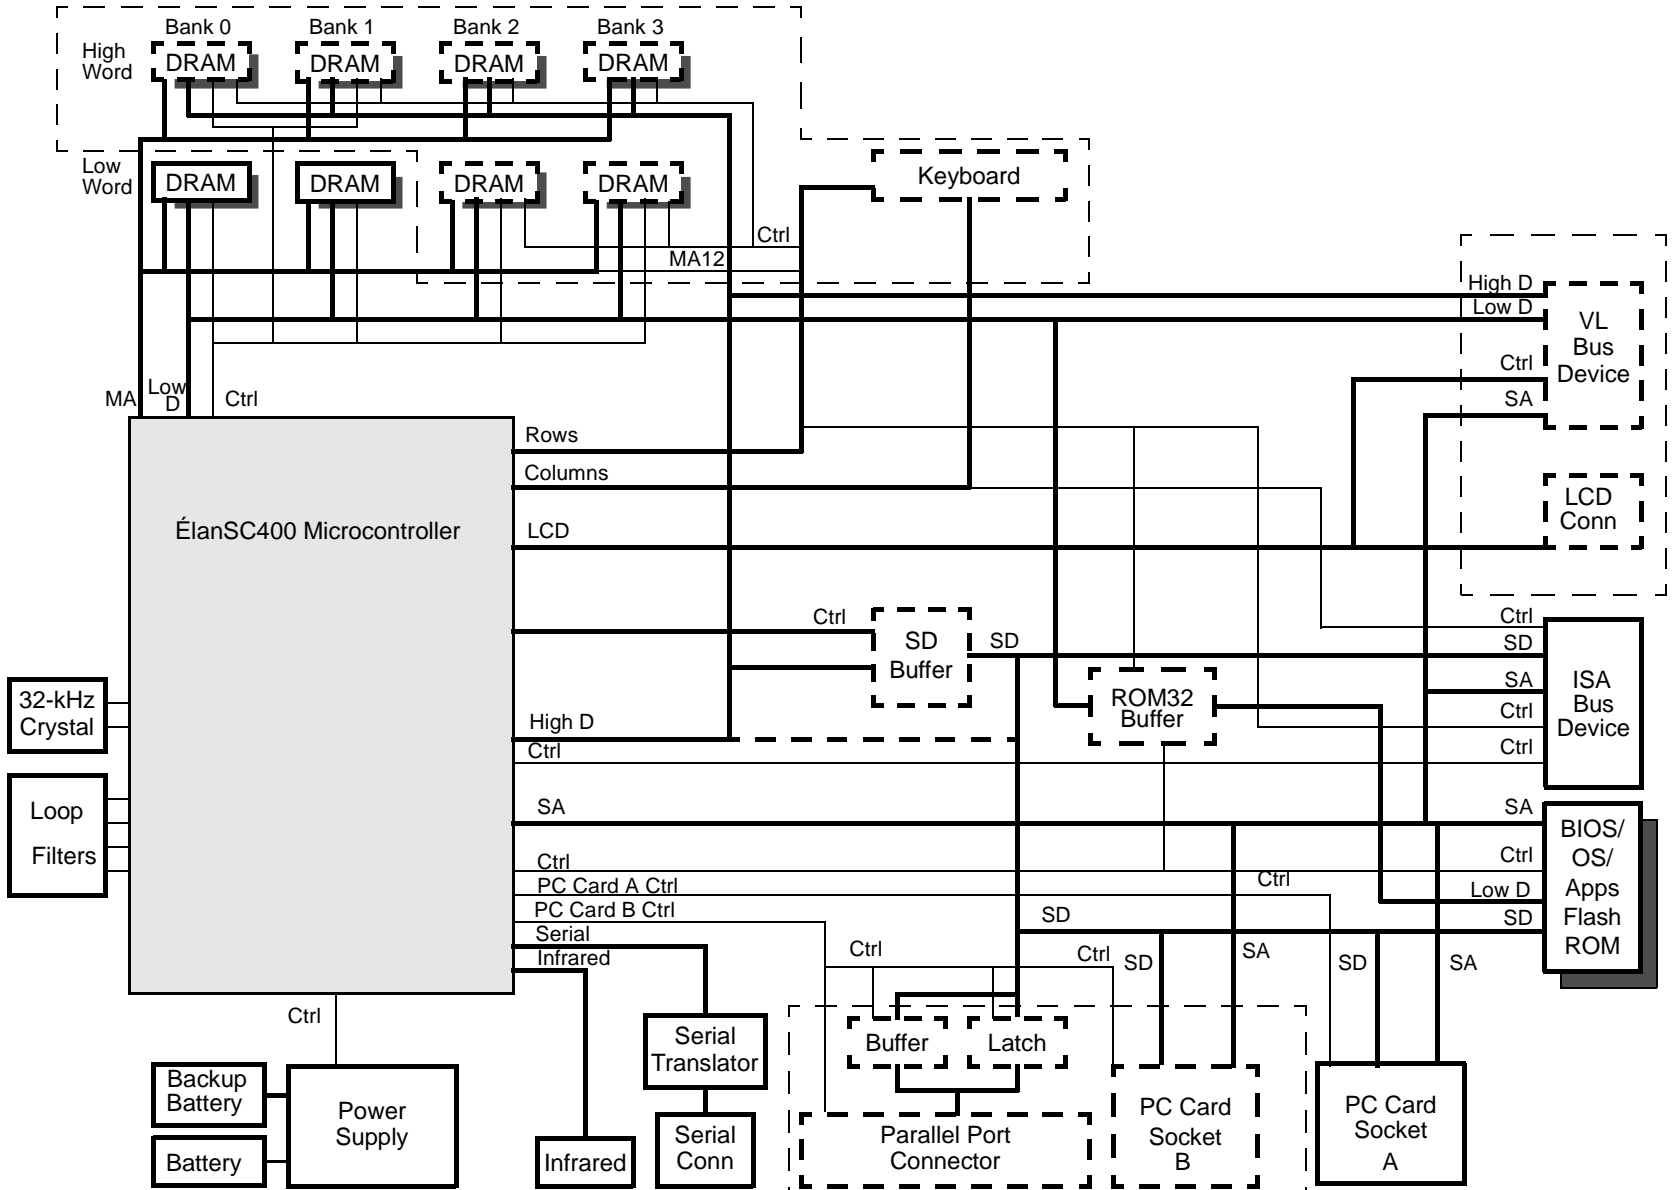 Bank 0
Bank 1
Bank 2
Bank 3
High
Word
DRAM
DRAM
DRAM
DRAM
Low
Word
DRAM
DRAM
DRAM
DRAM
Keyboard
Ctrl
MA12
High D
Low D
VL
Bus
Device
Ctrl
SA
MA
Low
D
Ctrl
Rows
Columns
LCD
Conn
ÉlanSC400 Microcontroller
LCD
Ctrl
SD
Buffer
SD
Ctrl
SD
SA
Ctrl
Ctrl
ISA
Bus
Device
ROM32
Buffer
32-kHz
Crystal
High D
Ctrl
Loop
Filters
SA
SA
Ctrl
Low D
SD
BIOS/
OS/
Apps
Flash
ROM
Ctrl
PC Card A Ctrl
PC Card B Ctrl
Serial
Infrared
Ctrl
SD
Ctrl
Ctrl
SD
SA
SD
SA
Ctrl
Backup
Battery
Battery
Power
Supply
Infrared
Serial
Translator
Serial
Conn
Buffer
Latch
Parallel Port
Connector
PC Card
Socket
B
PC Card
Socket
A